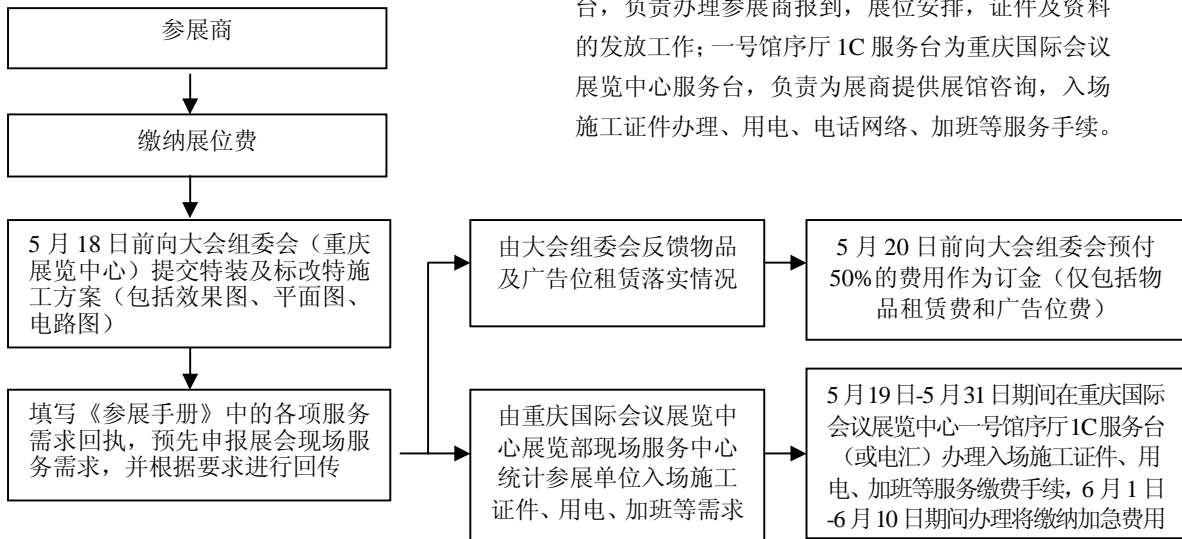 台，负责办理参展商报到，展位安排，证件及资料
的发放工作；一号馆序厅 1C 服务台为重庆国际会议
展览中心服务台，负责为展商提供展馆咨询，入场
施工证件办理、用电、电话网络、加班等服务手续。
参展商
缴纳展位费
5 月 18 日前向大会组委会（重庆
展览中心）提交特装及标改特施
工方案（包括效果图、平面图、
电路图）
由大会组委会反馈物品
及广告位租赁落实情况
5 月 20 日前向大会组委会预付
50%的费用作为订金（仅包括物
品租赁费和广告位费）
填写《参展手册》中的各项服务
需求回执，预先申报展会现场服
务需求，并根据要求进行回传
由重庆国际会议展览中
心展览部现场服务中心
统计参展单位入场施工
证件、用电、加班等需求
5 月 19 日-5 月 31 日期间在重庆国际
会议展览中心一号馆序厅 1C 服务台
（或电汇）办理入场施工证件、用
电、加班等服务缴费手续，6 月 1 日
-6 月 10 日期间办理将缴纳加急费用